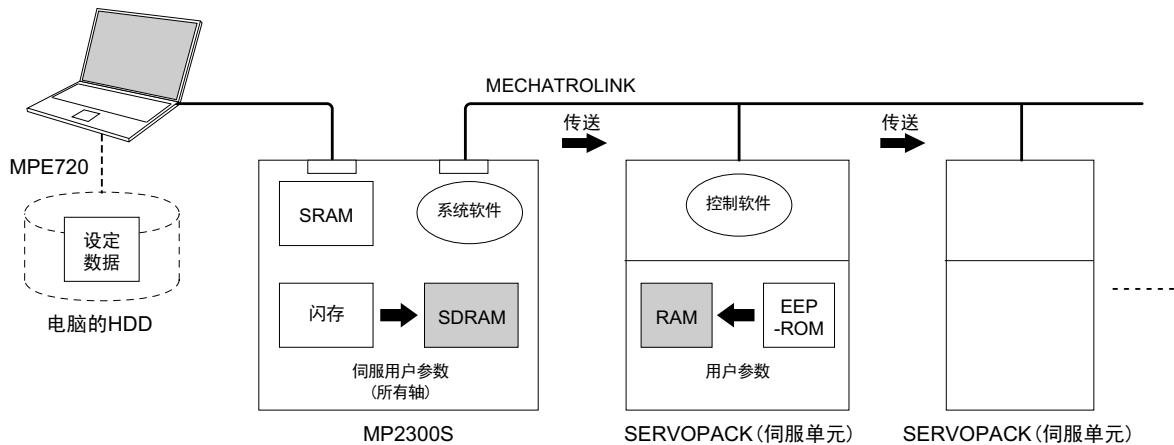 MECHATROLINK
传送
传送
MPE720
设定
数据
电脑的HDD
SRAM
系统软件
闪存
SDRAM
伺服用户参数
(所有轴)
MP2300S
控制软件
RAM
EEP
-ROM
用户参数
SERVOPACK(伺服单元)
SERVOPACK(伺服单元)